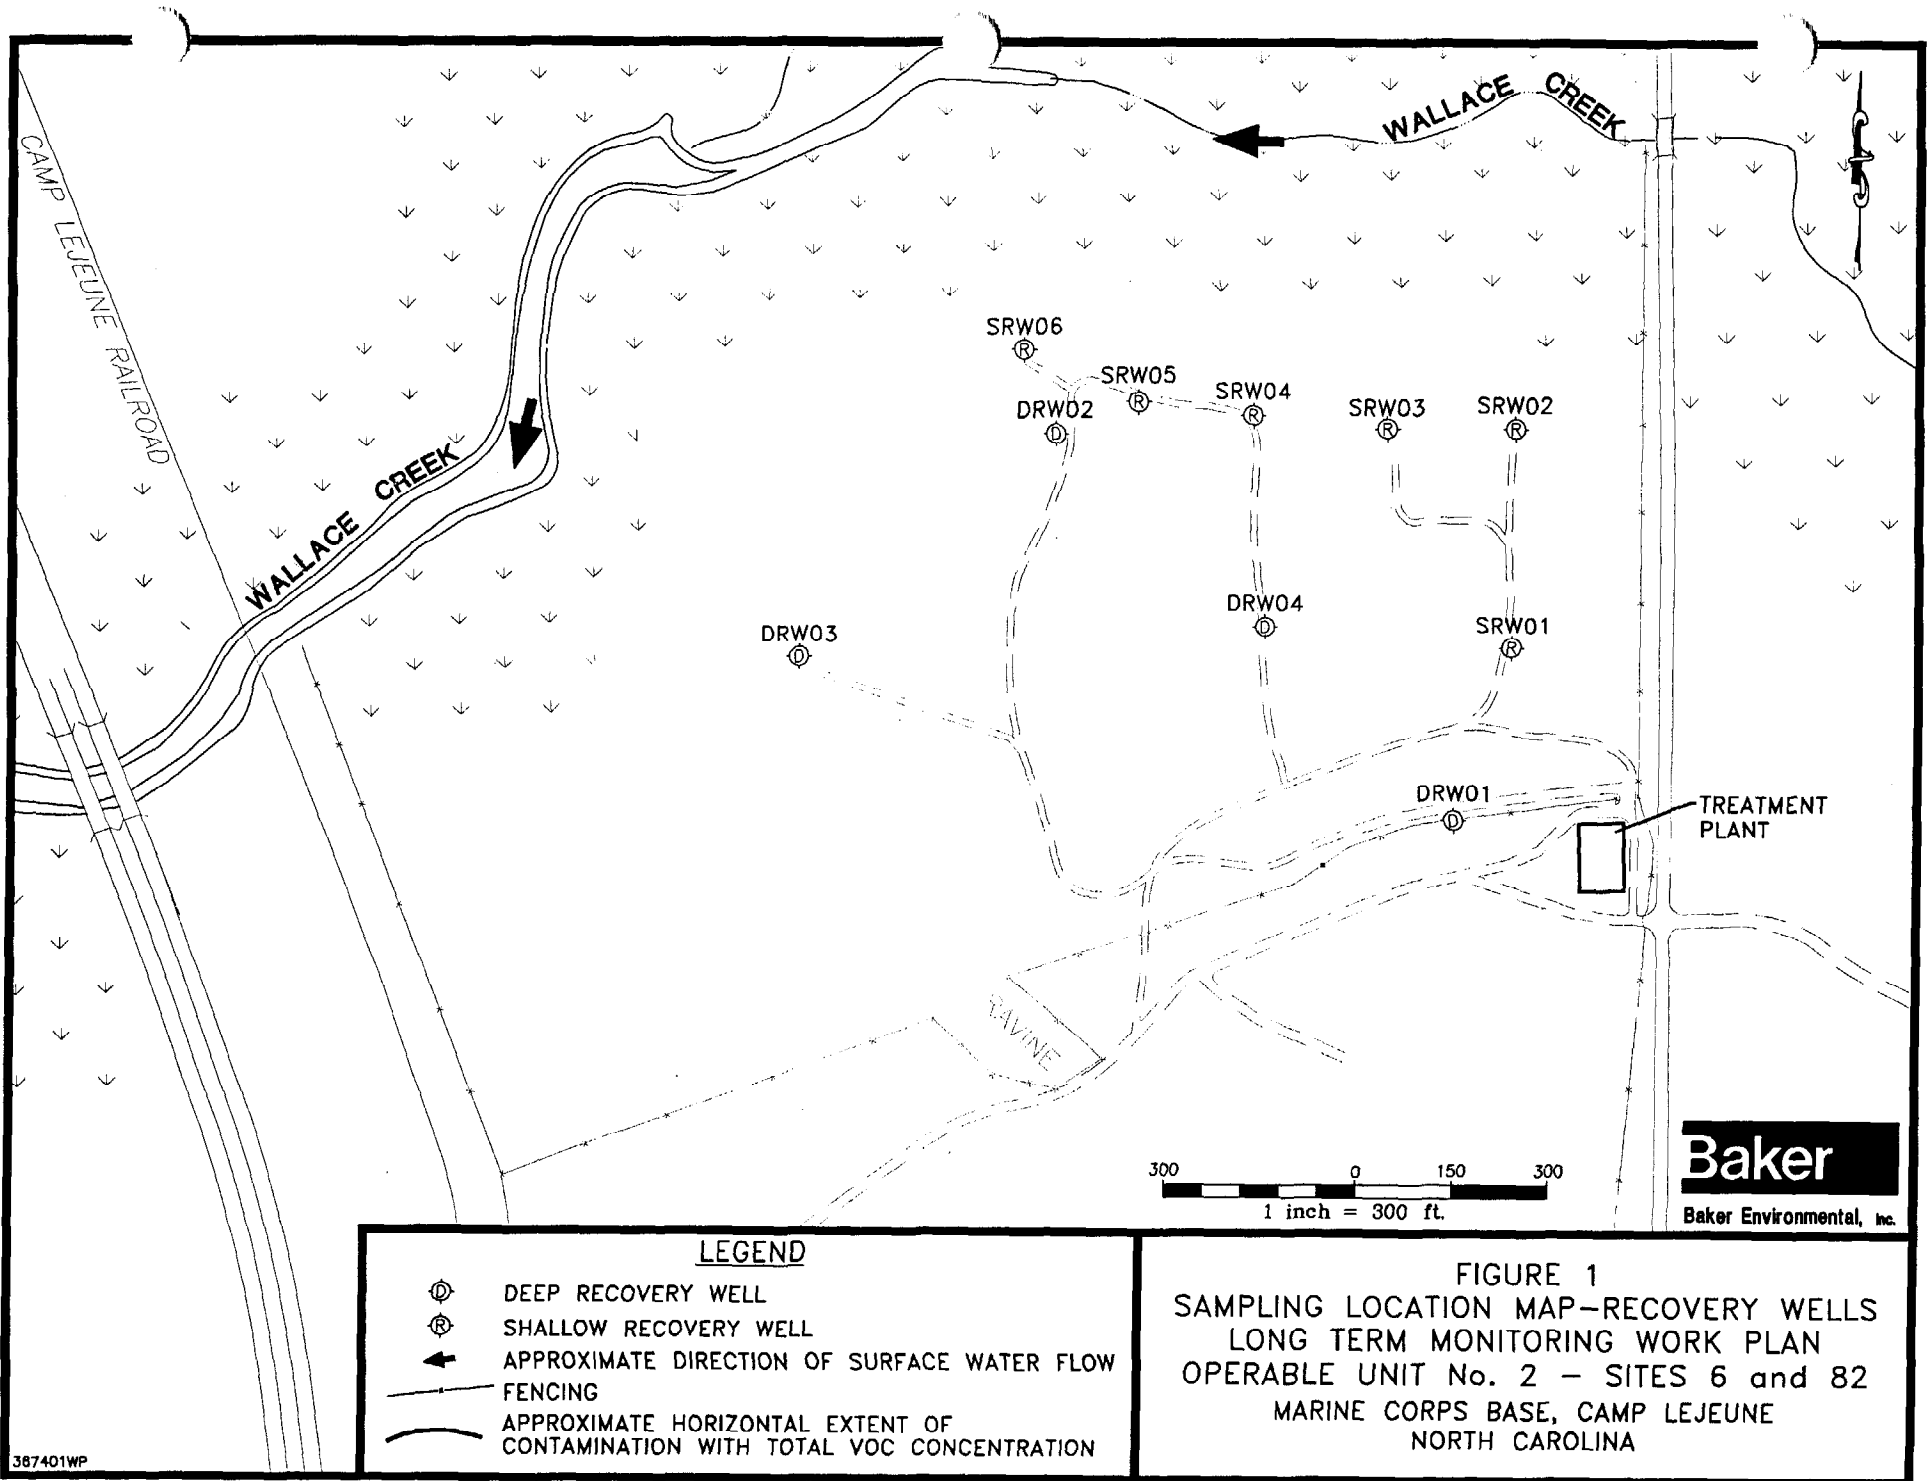 WALLACE CREEK
CAMP LEJEUNE RAILROAD
SRW06
SRW05
SRW04
DRW02
SRW03
SRW02
WALLACE CREEK
DRW04
SRW01
DRW03
DRW01
TREATMENT
PLANT
RAVINE
300 0 150 300
1 inch = 300 ft.
Baker
Baker Environmental, Inc.
LEGEND
D DEEP RECOVERY WELL
R SHALLOW RECOVERY WELL
APPROXIMATE DIRECTION OF SURFACE WATER FLOW
FENCING
APPROXIMATE HORIZONTAL EXTENT OF
CONTAMINATION WITH TOTAL VOC CONCENTRATION
FIGURE 1
SAMPLING LOCATION MAP-RECOVERY WELLS
LONG TERM MONITORING WORK PLAN
OPERABLE UNIT No. 2 - SITES 6 and 82
MARINE CORPS BASE, CAMP LEJEUNE
NORTH CAROLINA
367401WP